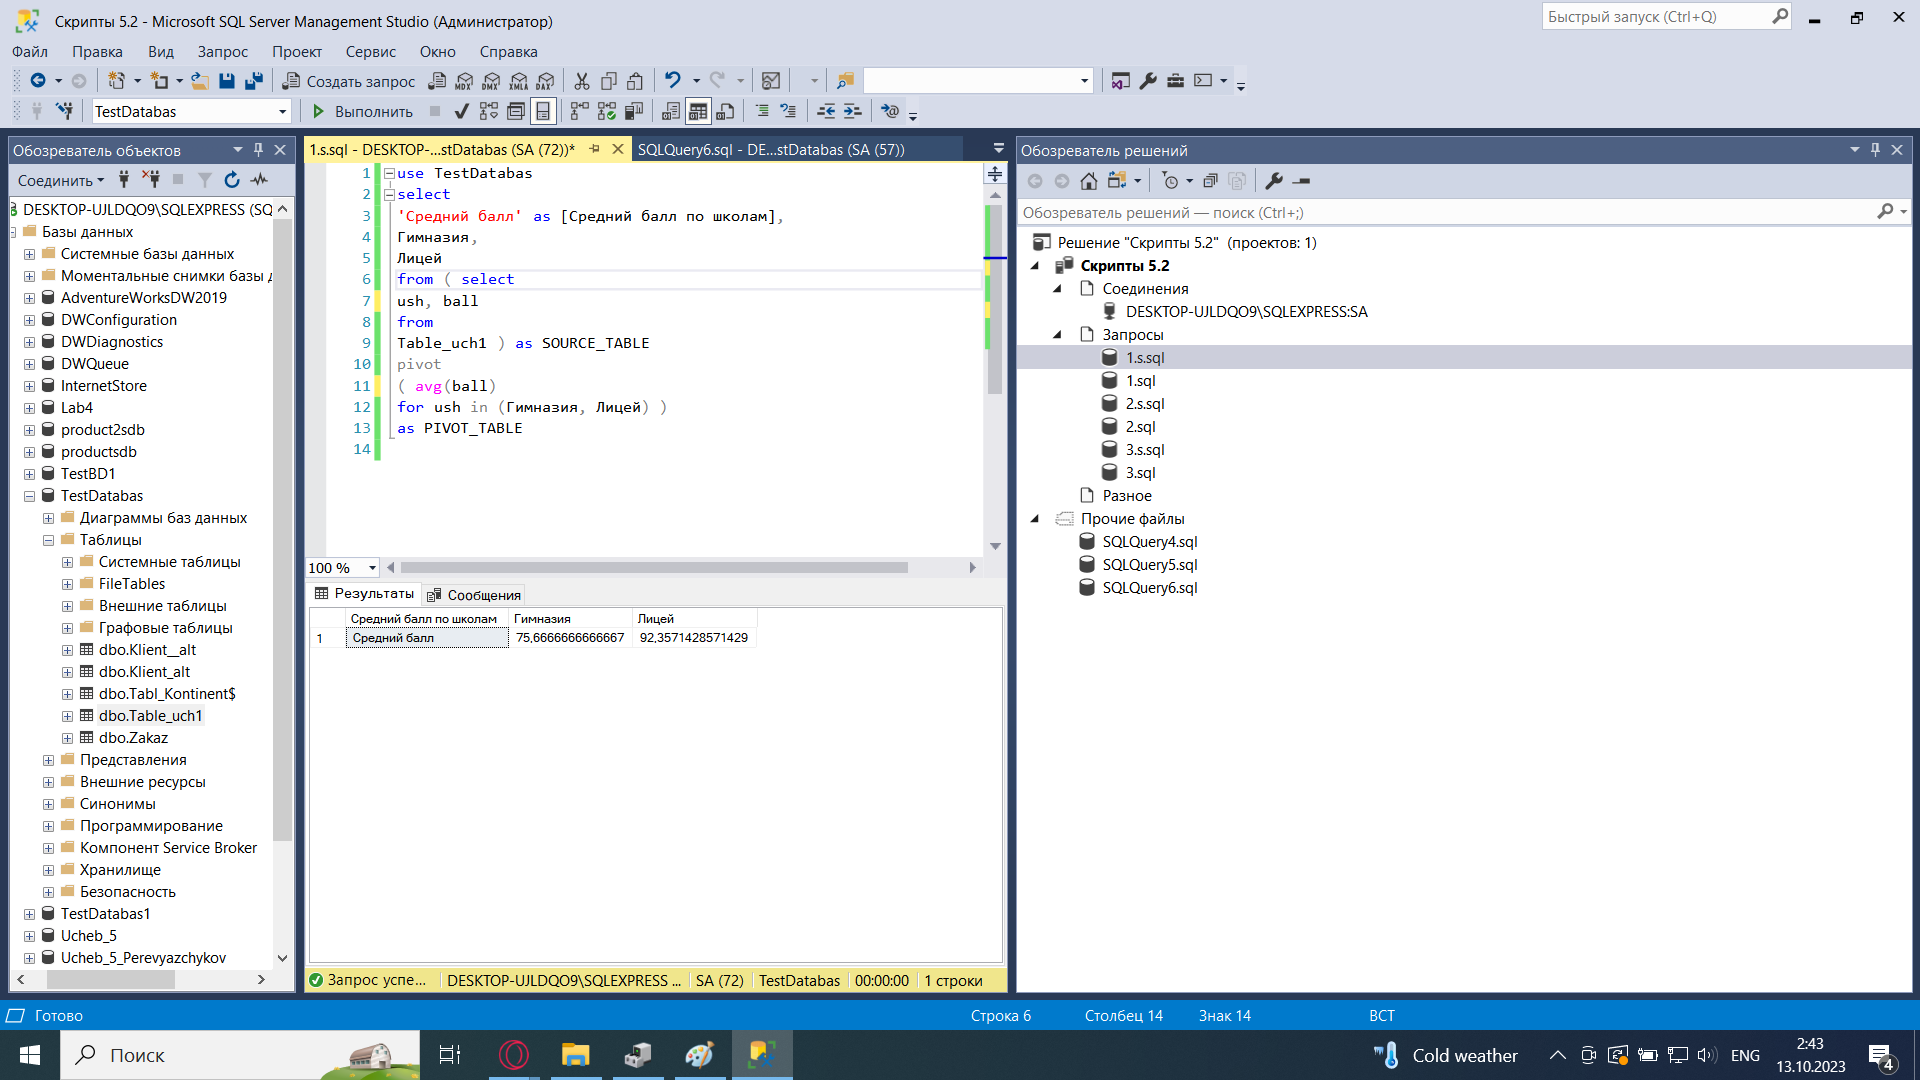 Скрипты 5.2 - Microsoft SQL Server Management Studio (Администратор)
Быстрый запуск (Ctrl+Q)
Файл Правка Вид Запрос Проект Сервис Окно Справка
Создать запрос
MDX DMX XMLA DAX
TestDatabas
Выполнить
Обозреватель объектов
Соединить
DESKTOP-UJLDQO9\SQLEXPRESS (SQ
Базы данных
Системные базы данных
Моментальные снимки базы д
AdventureWorksDW2019
DWConfiguration
DWDiagnostics
DWQueue
InternetStore
Lab4
product2sdb
productsdb
TestBD1
TestDatabas
Диаграммы баз данных
Таблицы
Системные таблицы
FileTables
Внешние таблицы
Графовые таблицы
dbo.Klient__alt
dbo.Klient_alt
dbo.Tabl_Kontinent$
dbo.Table_uch1
dbo.Zakaz
Представления
Внешние ресурсы
Синонимы
Программирование
Компонент Service Broker
Хранилище
Безопасность
TestDatabas1
Ucheb_5
Ucheb_5_Perevyazchykov
1.s.sql - DESKTOP-...stDatabas (SA (72))*
SQLQuery6.sql - DE...stDatabas (SA (57))
1 use TestDatabas
2 select
3 'Средний балл' as [Средний балл по школам],
4 Гимназия,
5 Лицей
6 from ( select
7 ush, ball
8 from
9 Table_uch1 ) as SOURCE_TABLE
10 pivot
11 ( avg(ball)
12 for ush in (Гимназия, Лицей) )
13 as PIVOT_TABLE
14
100 %
Результаты Сообщения
Средний балл по школам Гимназия Лицей
1 Средний балл 75,6666666666667 92,3571428571429
Запрос успе... DESKTOP-UJLDQO9\SQLEXPRESS ... SA (72) TestDatabas 00:00:00 1 строки
Обозреватель решений
Обозреватель решений — поиск (Ctrl+;)
Решение "Скрипты 5.2" (проектов: 1)
Скрипты 5.2
Соединения
DESKTOP-UJLDQO9\SQLEXPRESS:SA
Запросы
1.s.sql
1.sql
2.s.sql
2.sql
3.s.sql
3.sql
Разное
Прочие файлы
SQLQuery4.sql
SQLQuery5.sql
SQLQuery6.sql
Готово
Строка 6 Столбец 14 Знак 14 ВСТ
Поиск
Cold weather
ENG
2:43
13.10.2023
4